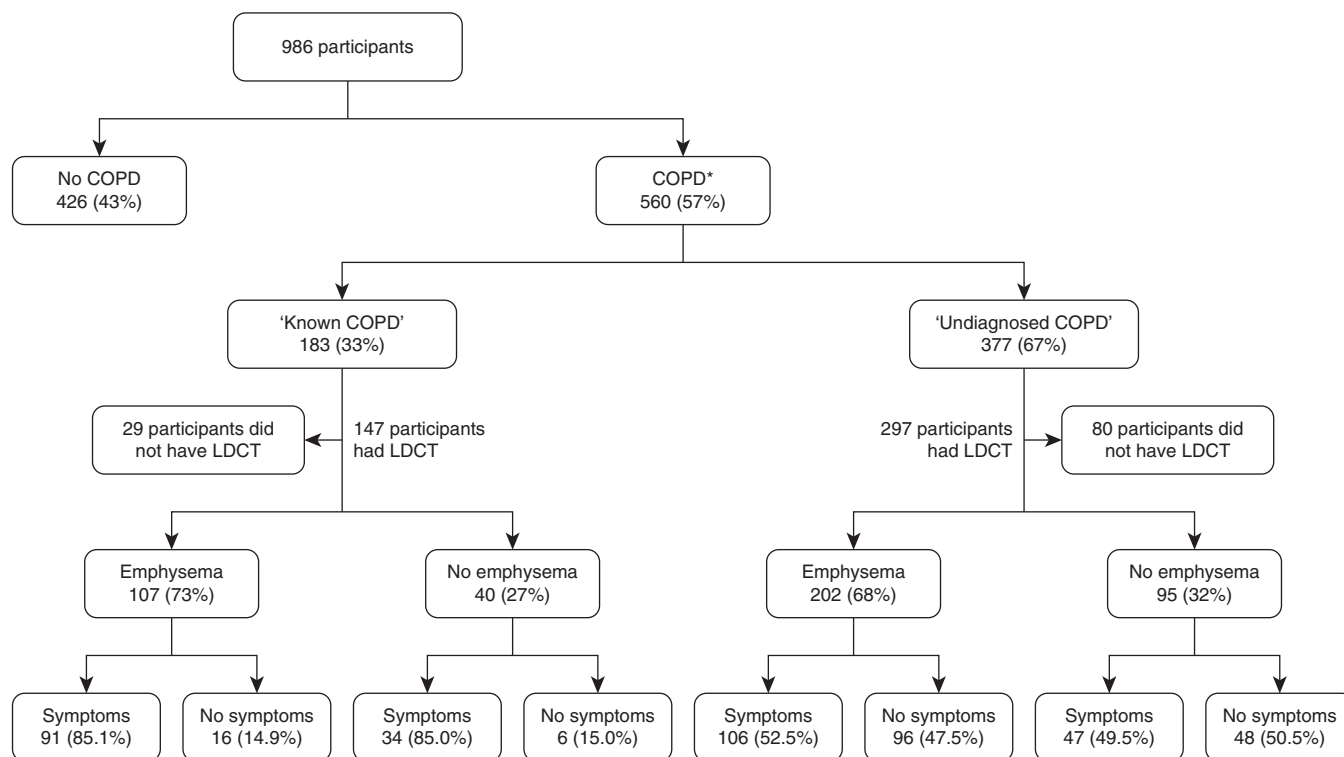 986 participants
No COPD
426 (43%)
COPD*
560 (57%)
‘Known COPD’
183 (33%)
‘Undiagnosed COPD’
377 (67%)
29 participants did
not have LDCT
147 participants
had LDCT
297 participants
had LDCT
80 participants did
not have LDCT
Emphysema
107 (73%)
No emphysema
40 (27%)
Emphysema
202 (68%)
No emphysema
95 (32%)
Symptoms
91 (85.1%)
No symptoms
16 (14.9%)
Symptoms
34 (85.0%)
No symptoms
6 (15.0%)
Symptoms
106 (52.5%)
No symptoms
96 (47.5%)
Symptoms
47 (49.5%)
No symptoms
48 (50.5%)